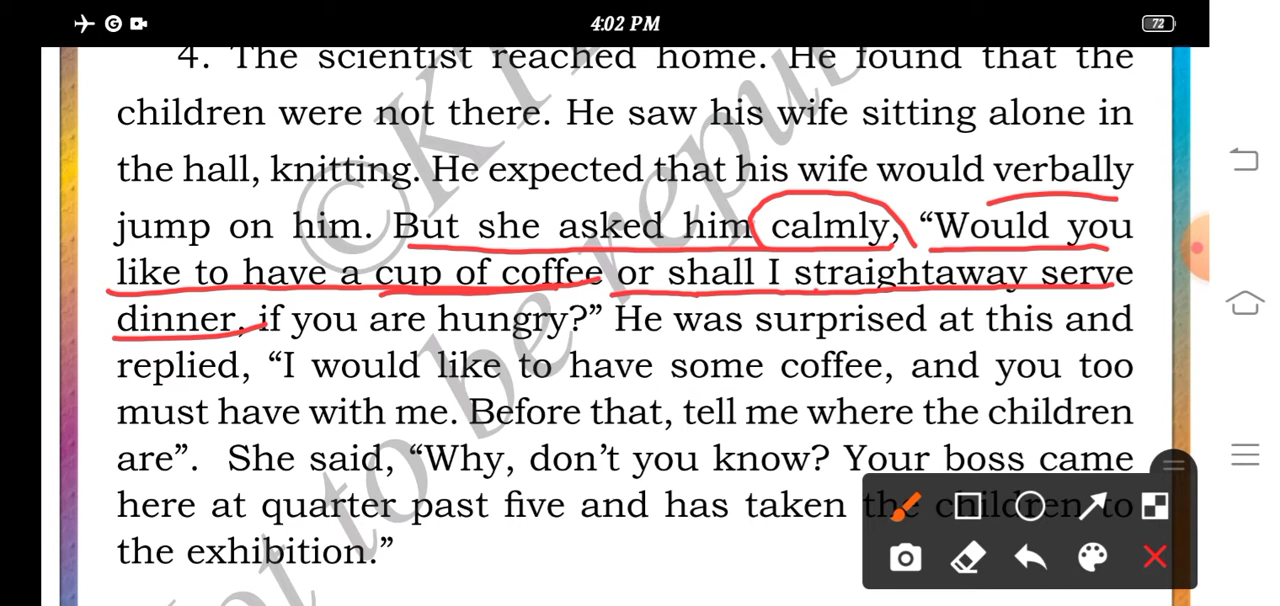 4:02 PM
72
4. The scientist reached home. He found that the
children were not there. He saw his wife sitting alone in
the hall, knitting. He expected that his wife would verbally
jump on him. But she asked him calmly, “Would you
like to have a cup of coffee or shall I straightaway serve
dinner, if you are hungry?” He was surprised at this and
replied, “I would like to have some coffee, and you too
must have with me. Before that, tell me where the children
are”. She said, “Why, don’t you know? Your boss came
here at quarter past five and has taken the children to
the exhibition.”
to be republ